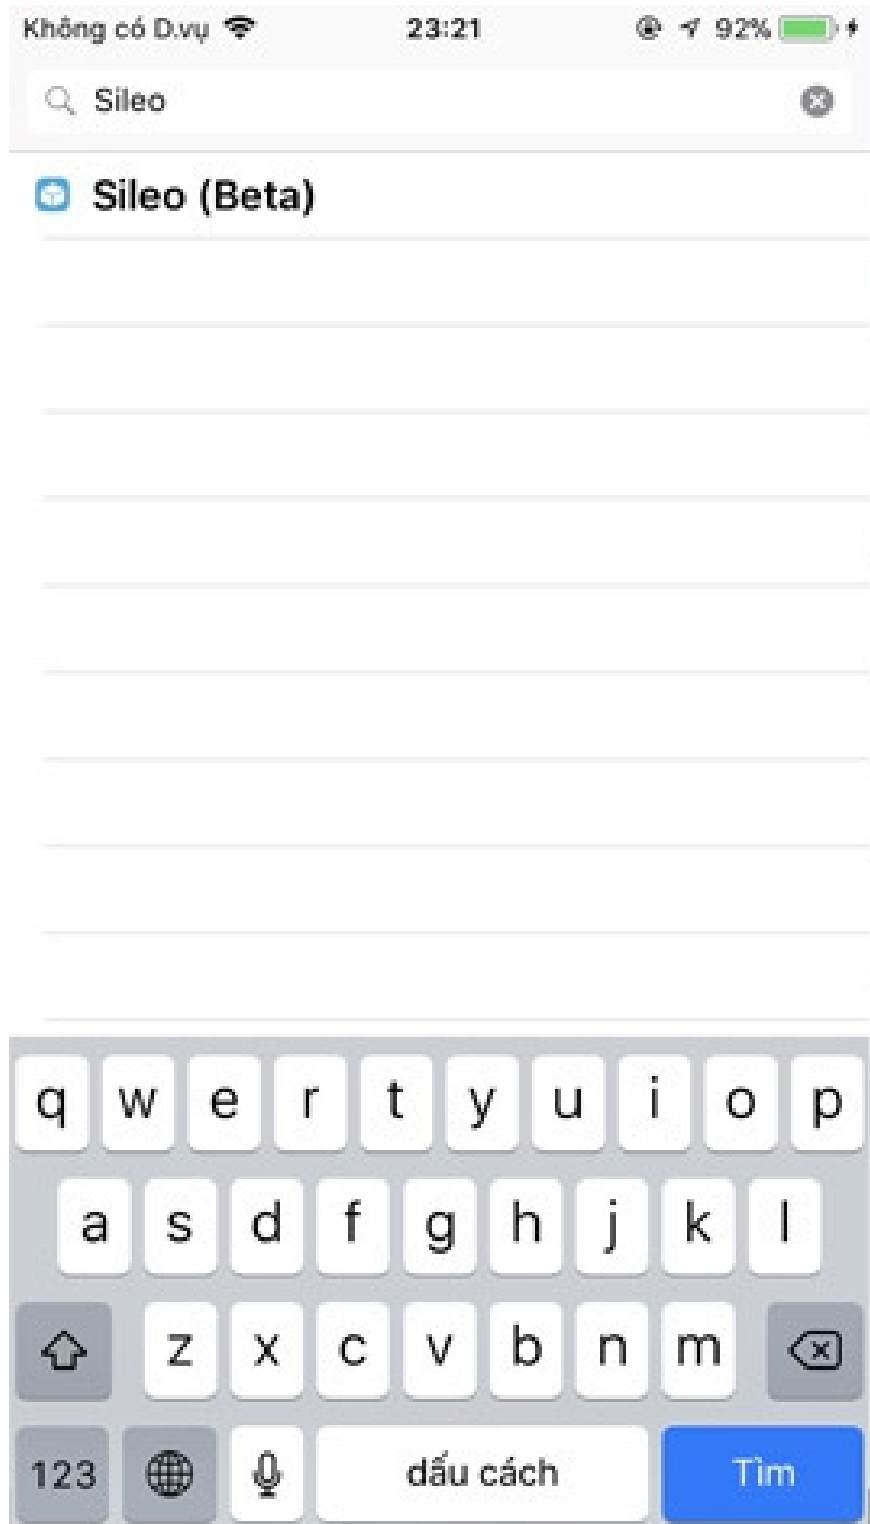 Không có D.vụ 23:21 92%
Sileo
Sileo (Beta)
q w e r t y u i o p
a s d f g h j k l
z x c v b n m
123 dấu cách Tìm